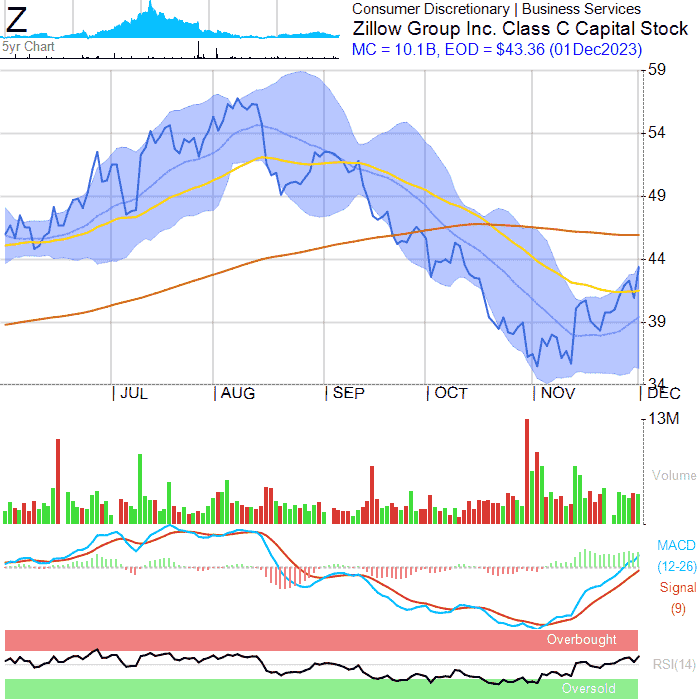 Z
5yr Chart
Consumer Discretionary | Business Services
Zillow Group Inc. Class C Capital Stock
MC = 10.1B, EOD = $43.36 (01Dec2023)
59
54
49
44
39
34
JUL AUG SEP OCT NOV DEC
13M
Volume
MACD
(12-26)
Signal
(9)
Overbought
RSI(14)
Oversold